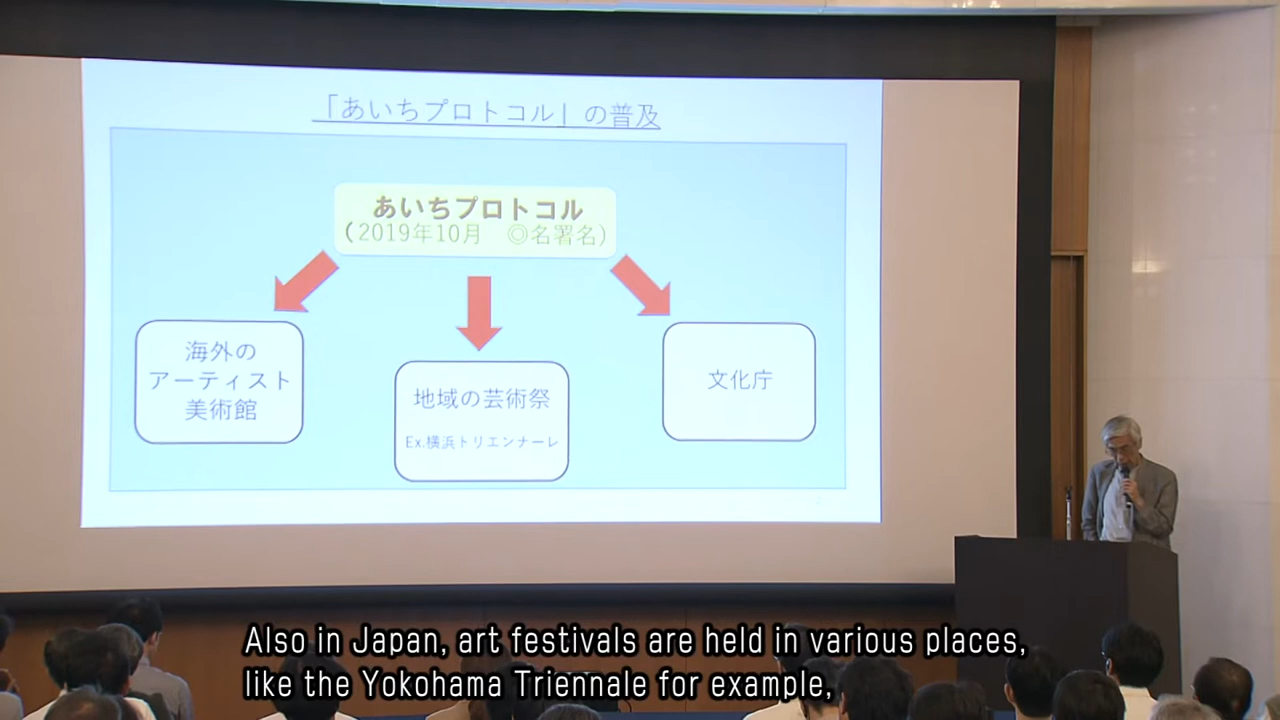 「あいちプロトコル」の普及
あいちプロトコル
(2019年10月　◎名署名)
海外の
アーティスト
美術館
地域の芸術祭
Ex.横浜トリエンナーレ
文化庁
Also in Japan, art festivals are held in various places,
like the Yokohama Triennale for example,